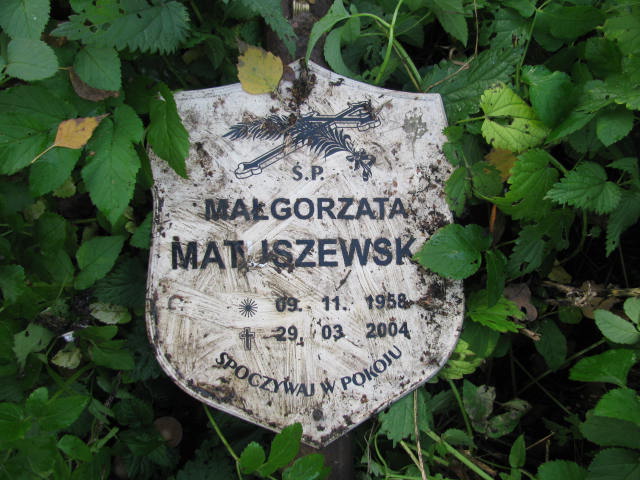 Ś.P.
MAŁGORZATA
MATUSZEWSK
09. 11. 1958
29. 03. 2004
SPOCZYWAJ W POKOJU